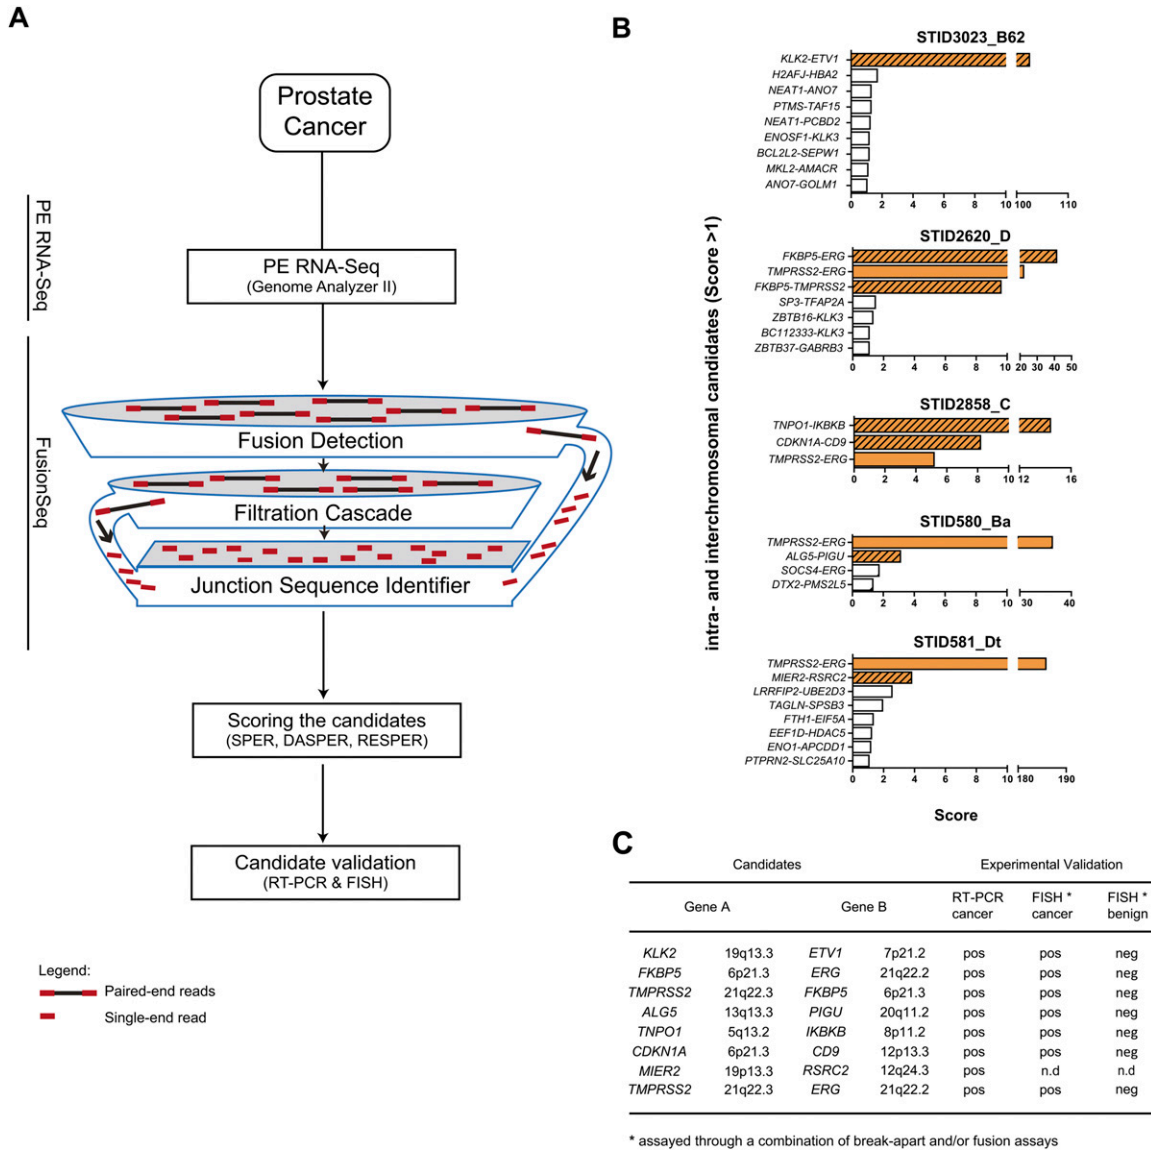 A
Prostate
Cancer
PE RNA-Seq
PE RNA-Seq
(Genome Analyzer II)
FusionSeq
Fusion Detection
Filtration Cascade
Junction Sequence Identifier
Scoring the candidates
(SPER, DASPER, RESPER)
Candidate validation
(RT-PCR & FISH)
Legend:
Paired-end reads
Single-end read
B
intra- and interchromosomal candidates (Score >1)
STID3023_B62
KLK2-ETV1
H2AFJ-HBA2
NEAT1-ANO7
PTMS-TAF15
NEAT1-PCBD2
ENOSF1-KLK3
BCL2L2-SEPW1
MKL2-AMACR
ANO7-GOLM1
0 2 4 6 8 10 100 110
STID2620_D
FKBP5-ERG
TMPRSS2-ERG
FKBP5-TMPRSS2
SP3-TFAP2A
ZBTB16-KLK3
BC112333-KLK3
ZBTB37-GABRB3
0 2 4 6 8 10 20 30 40 50
STID2858_C
TNPO1-IKBKB
CDKN1A-CD9
TMPRSS2-ERG
0 2 4 6 8 10 12 16
STID580_Ba
TMPRSS2-ERG
ALG5-PIGU
SOCS4-ERG
DTX2-PMS2L5
0 2 4 6 8 10 30 40
STID581_Dt
TMPRSS2-ERG
MIER2-RSRC2
LRRFIP2-UBE2D3
TAGLN-SPSB3
FTH1-EIF5A
EEF1D-HDAC5
ENO1-APCDD1
PTPRN2-SLC25A10
0 2 4 6 8 10 180 190
Score
C
Candidates Experimental Validation
Gene A Gene B RT-PCR cancer FISH * cancer FISH * benign
KLK2 19q13.3 ETV1 7p21.2 pos pos neg
FKBP5 6p21.3 ERG 21q22.2 pos pos neg
TMPRSS2 21q22.3 FKBP5 6p21.3 pos pos neg
ALG5 13q13.3 PIGU 20q11.2 pos pos neg
TNPO1 5q13.2 IKBKB 8p11.2 pos pos neg
CDKN1A 6p21.3 CD9 12p13.3 pos pos neg
MIER2 19p13.3 RSRC2 12q24.3 pos n.d n.d
TMPRSS2 21q22.3 ERG 21q22.2 pos pos neg
* assayed through a combination of break-apart and/or fusion assays